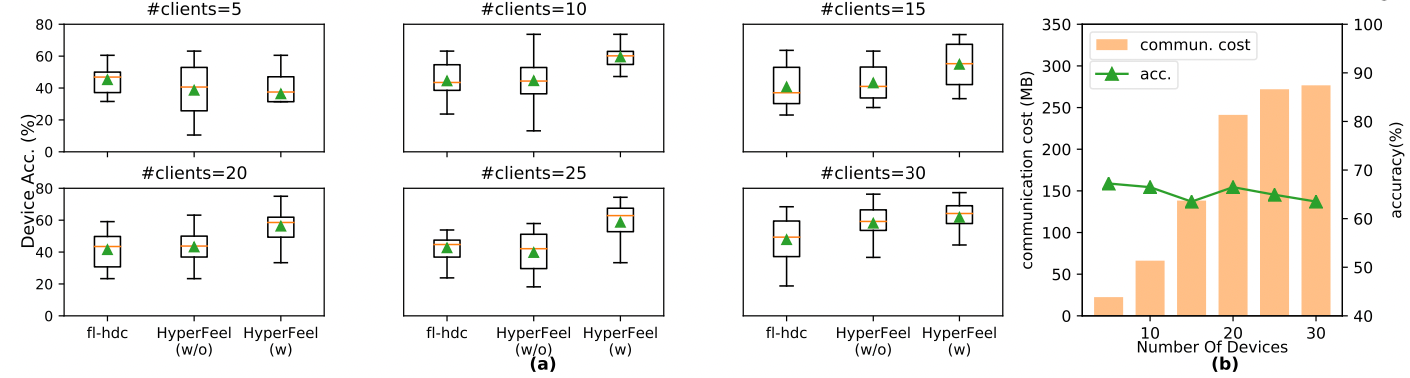 #clients=5
#clients=10
#clients=15
80
60
40
20
0
Device Acc. (%)
#clients=20
#clients=25
#clients=30
80
60
40
20
0
fl-hdc
HyperFeel
(w/o)
HyperFeel
(w)
fl-hdc
HyperFeel
(w/o)
HyperFeel
(w)
fl-hdc
HyperFeel
(w/o)
HyperFeel
(w)
(a)
350
300
250
200
150
100
50
0
communication cost (MB)
commun. cost
acc.
100
90
80
70
60
50
40
accuracy(%)
10
20
30
Number Of Devices
(b)